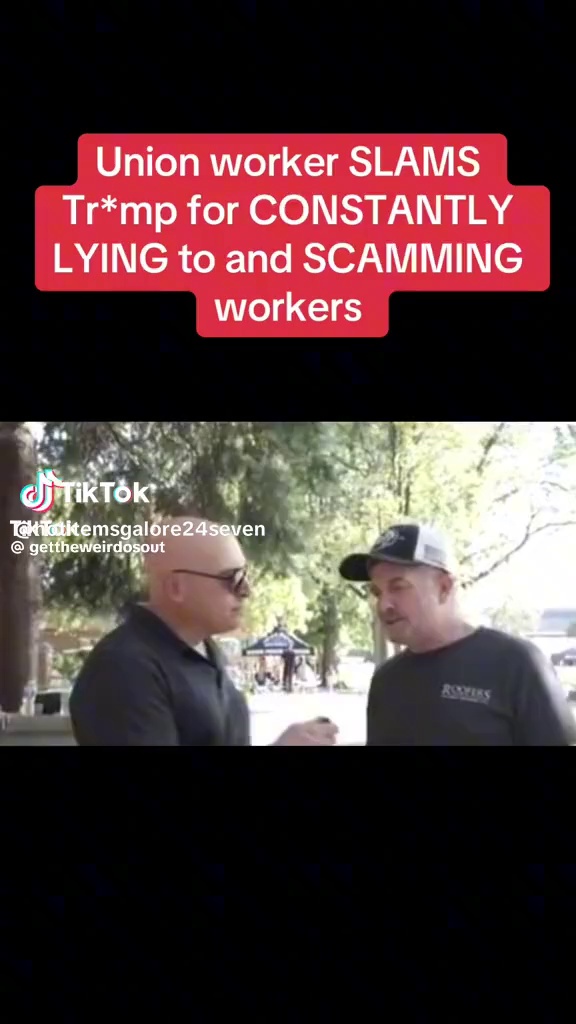 Union worker SLAMS
Tr*mp for CONSTANTLY
LYING to and SCAMMING
workers
TikTok
@ gettheweirdosout
ROOFERS